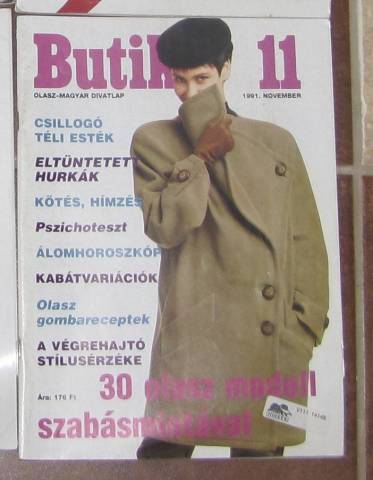 Butik 11
OLASZ-MAGYAR DIVATLAP
1991. NOVEMBER
CSILLOGÓ
TÉLI ESTÉK
ELTÜNTETETT
HURKÁK
KÖTÉS, HÍMZÉS
Pszichoteszt
ÁLOMHOROSZKÓP
KABÁTVARIÁCIÓK
Olasz
gombareceptek
A VÉGREHAJTÓ
STÍLUSÉRZÉKE
Ára: 176 Ft
30 olasz modell
szabásmintával